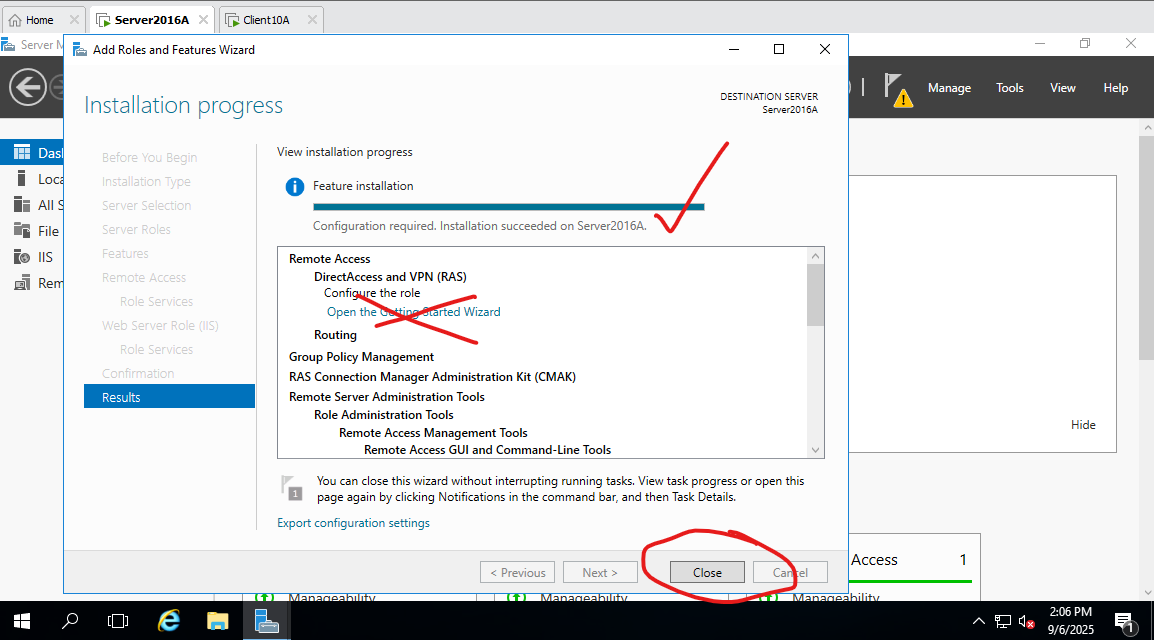 Home
Server2016A
Client10A
Server M
Add Roles and Features Wizard
Manage
Tools
View
Help
Installation progress
DESTINATION SERVER
Server2016A
Das
Loca
All S
File
IIS
Rem
Before You Begin
Installation Type
Server Selection
Server Roles
Features
Remote Access
Role Services
Web Server Role (IIS)
Role Services
Confirmation
Results
View installation progress
Feature installation
Configuration required. Installation succeeded on Server2016A.
Remote Access
DirectAccess and VPN (RAS)
Configure the role
Open the Getting Started Wizard
Routing
Group Policy Management
RAS Connection Manager Administration Kit (CMAK)
Remote Server Administration Tools
Role Administration Tools
Remote Access Management Tools
Remote Access GUI and Command-Line Tools
1
You can close this wizard without interrupting running tasks. View task progress or open this
page again by clicking Notifications in the command bar, and then Task Details.
Export configuration settings
< Previous
Next >
Close
Cancel
Hide
Access 1
Manageability
Manageability
Manageability
2:06 PM
9/6/2025
1